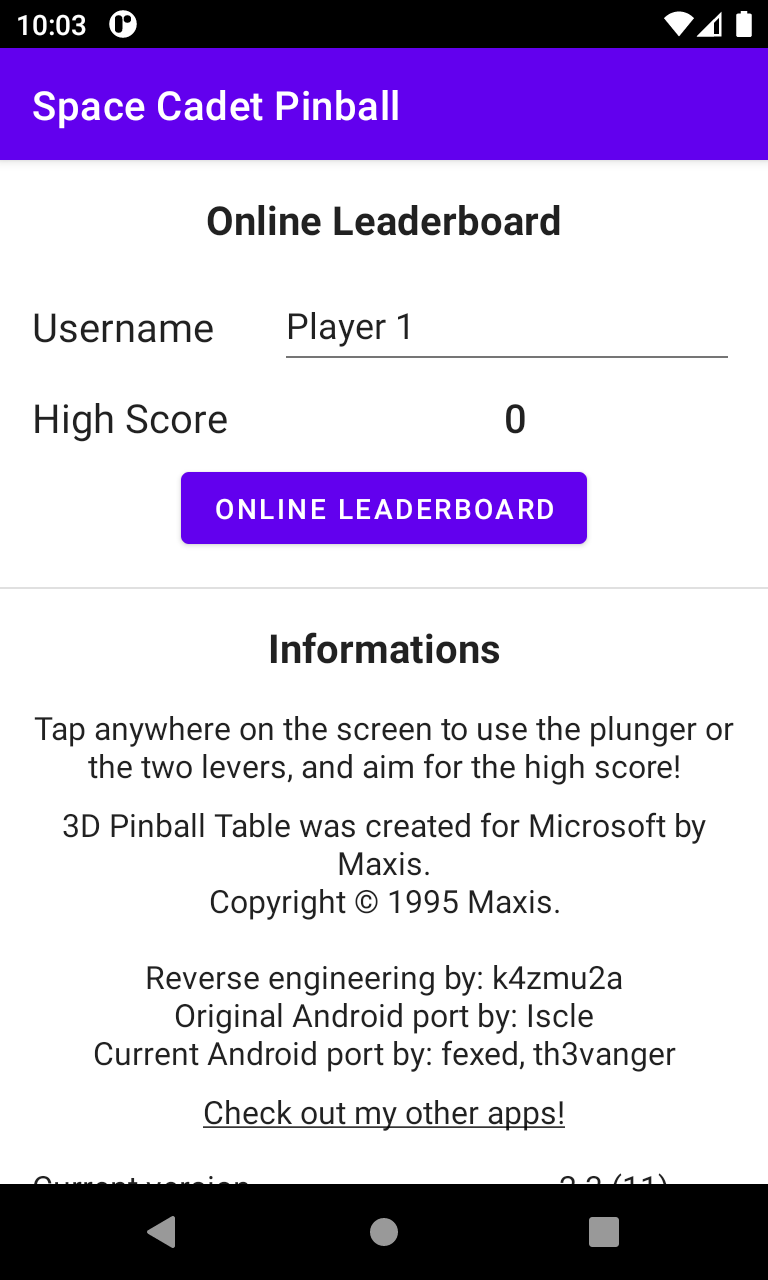 10:03
Space Cadet Pinball
Online Leaderboard
Username Player 1
High Score 0
ONLINE LEADERBOARD
Informations
Tap anywhere on the screen to use the plunger or
the two levers, and aim for the high score!
3D Pinball Table was created for Microsoft by
Maxis.
Copyright © 1995 Maxis.
Reverse engineering by: k4zmu2a
Original Android port by: Iscle
Current Android port by: fexed, th3vanger
Check out my other apps!
Current version